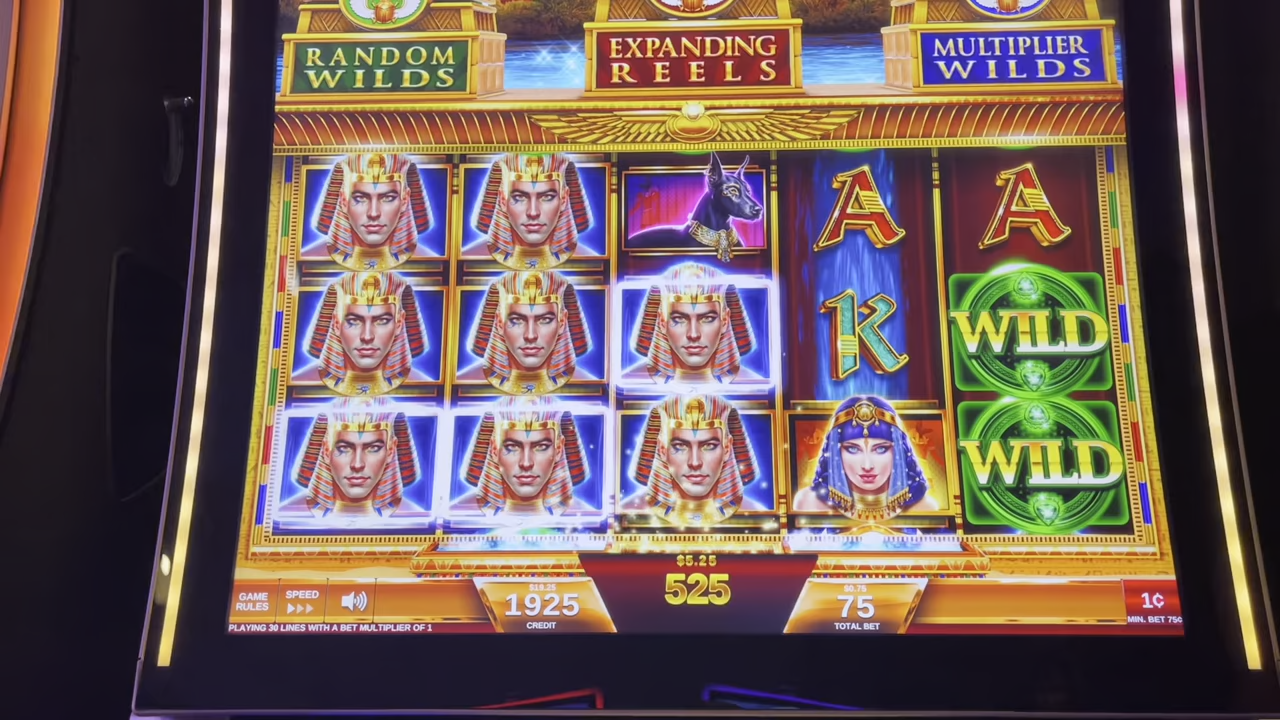 RANDOM
WILDS
EXPANDING
REELS
MULTIPLIER
WILDS
A
A
K
WILD
WILD
$5.25
525
GAME
RULES
SPEED
$19.25
1925
CREDIT
$0.75
75
TOTAL BET
1¢
MIN. BET 75¢
PLAYING 30 LINES WITH A BET MULTIPLIER OF 1